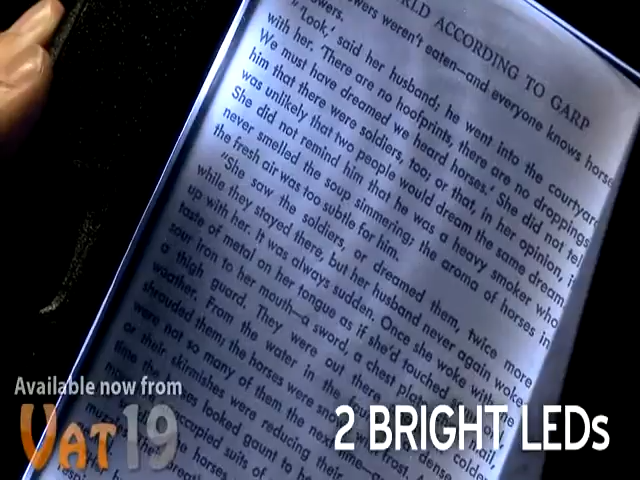 RLD ACCORDING TO GARP
owers weren't eaten—and everyone knows horse
owers.
"'Look,' said her husband; he went into the courtyard
with her. 'There are no hoofprints, there are no droppings.
We must have dreamed we heard horses.' She did not tell
him that there were soldiers, too; or that, in her opinion, it
was unlikely that two people would dream the same dream.
She did not remind him that he was a heavy smoker who
never smelled the soup simmering; the aroma of horses in
the fresh air was too subtle for him.
"She saw the soldiers, or dreamed them, twice more
while they stayed there, but her husband never again woke
up with her. It was always sudden. Once she woke with the
taste of metal on her tongue as if she'd touched
sour iron to her mouth—a sword, a chest
a thigh guard. They were out there
weather. From the water in the
shrouded them; the horses were
were not so many of them the
or their skirmishes were reducing their
time the horses looked gaunt to
occupied suits of
the horses
Available now from
VAT19
2 BRIGHT LEDs